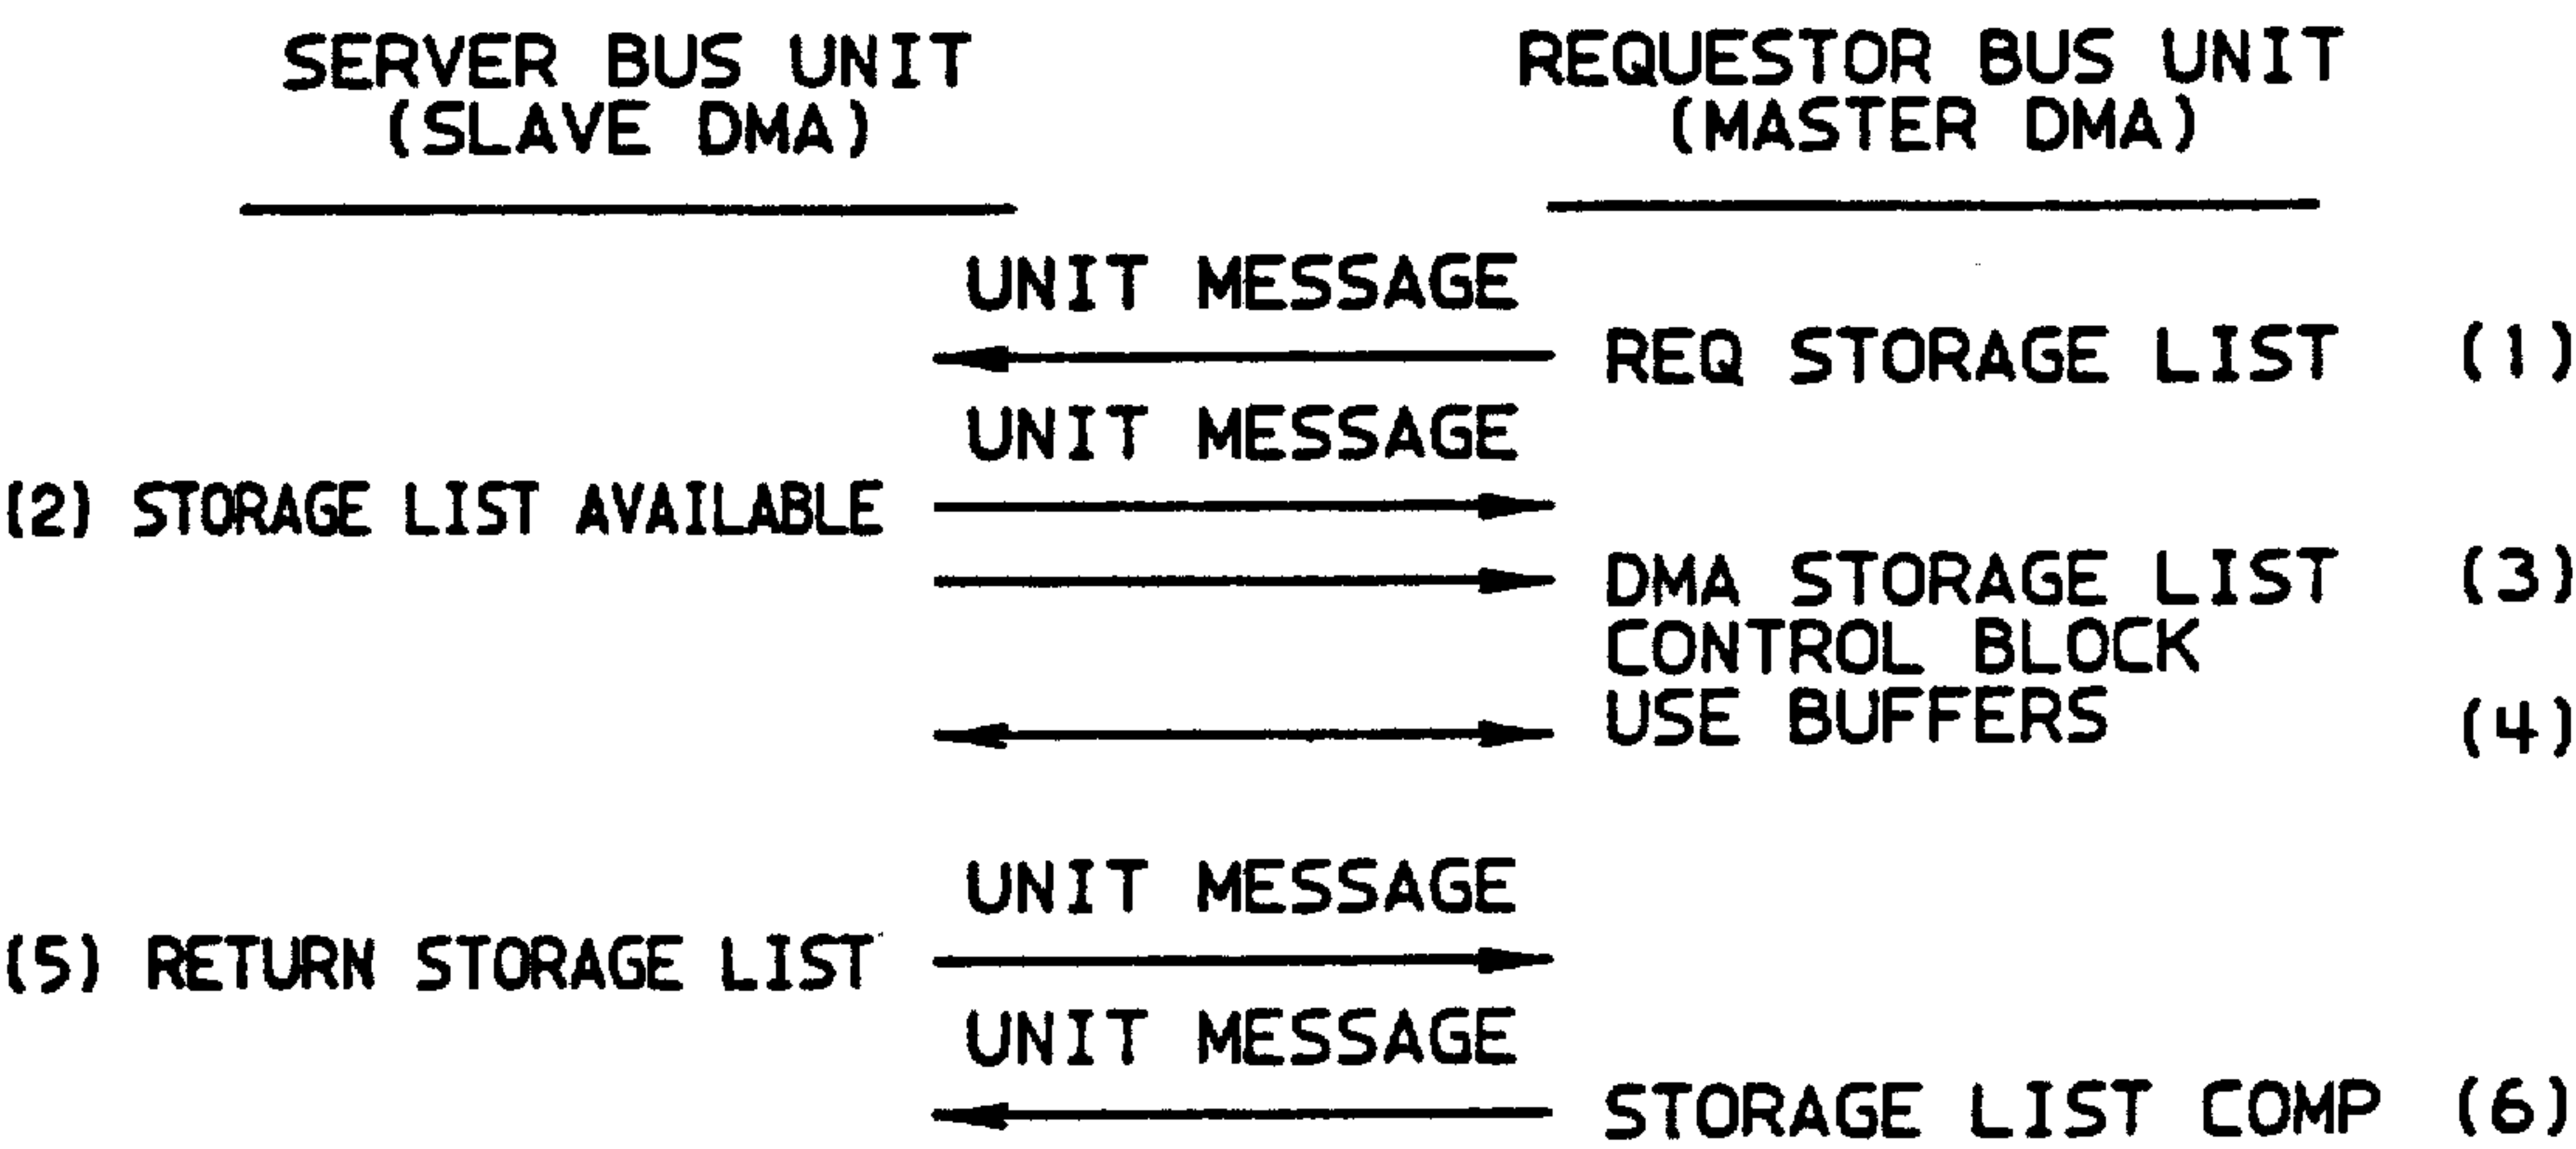 SERVER BUS UNIT
(SLAVE DMA)
REQUESTOR BUS UNIT
(MASTER DMA)
UNIT MESSAGE
REQ STORAGE LIST (1)
UNIT MESSAGE
(2) STORAGE LIST AVAILABLE
DMA STORAGE LIST (3)
CONTROL BLOCK
USE BUFFERS (4)
UNIT MESSAGE
(5) RETURN STORAGE LIST
UNIT MESSAGE
STORAGE LIST COMP (6)